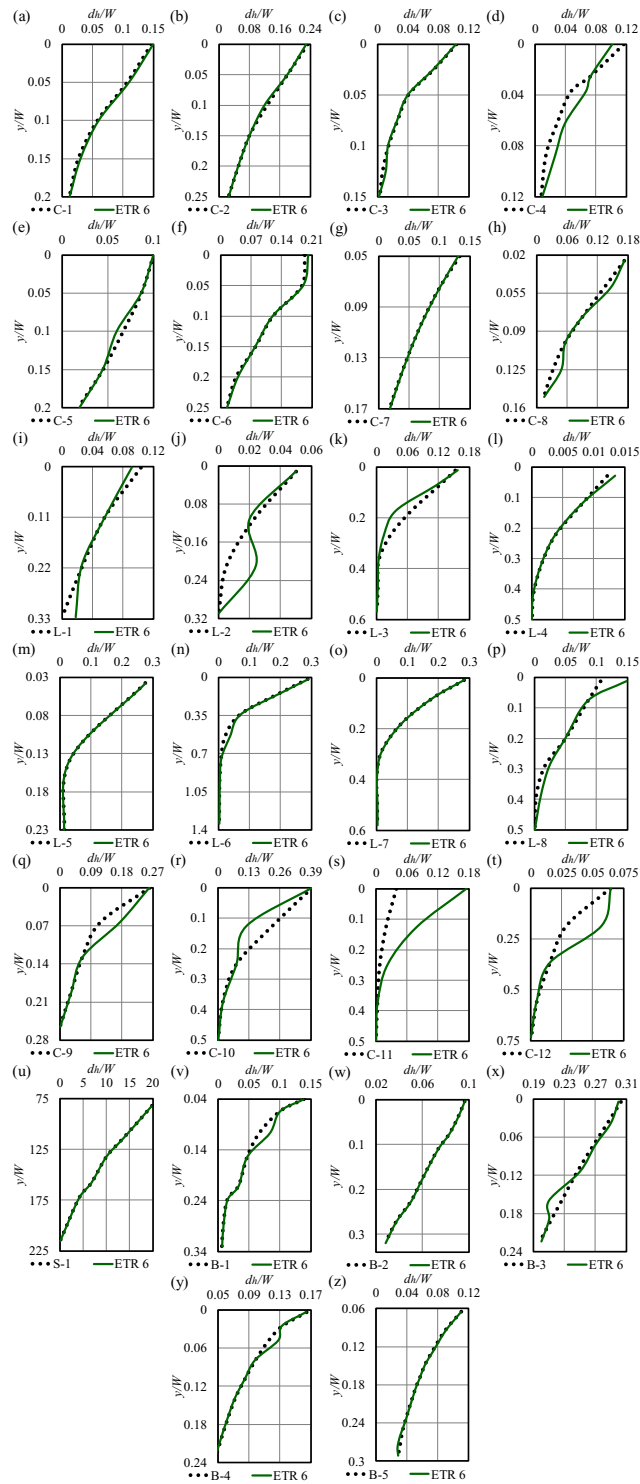 (a) dh/W (b) dh/W (c) dh/W (d) dh/W
0 0.05 0.1 0.15 0 0.08 0.16 0.24 0 0.05 0.1 0.15 0 0.04 0.08 0.12
y/W 0 0.05 0.1 0.15 0.2
y/W 0 0.05 0.1 0.15 0.2 0.25
y/W 0 0.05 0.1 0.15
y/W 0 0.04 0.08 0.12
C-1 ETR 6 C-2 ETR 6 C-3 ETR 6 C-4 ETR 6
(e) dh/W (f) dh/W (g) dh/W (h) dh/W
0 0.05 0.1 0 0.07 0.14 0.21 0 0.05 0.1 0.15 0 0.06 0.12 0.18
y/W 0 0.05 0.1 0.15 0.2
y/W 0 0.05 0.1 0.15 0.2 0.25
y/W 0.05 0.09 0.13 0.17
y/W 0.02 0.055 0.09 0.125 0.16
C-5 ETR 6 C-6 ETR 6 C-7 ETR 6 C-8 ETR 6
(i) dh/W (j) dh/W (k) dh/W (l) dh/W
0 0.04 0.08 0.12 0 0.02 0.04 0.06 0 0.06 0.12 0.18 0 0.005 0.01 0.015
y/W 0 0.11 0.22 0.33
y/W 0 0.08 0.16 0.24 0.32
y/W 0 0.2 0.4 0.6
y/W 0 0.1 0.2 0.3 0.4 0.5
L-1 ETR 6 L-2 ETR 6 L-3 ETR 6 L-4 ETR 6
(m) dh/W (n) dh/W (o) dh/W (p) dh/W
0 0.1 0.2 0.3 0 0.1 0.2 0.3 0 0.1 0.2 0.3 0 0.05 0.1 0.15
y/W 0.03 0.08 0.13 0.18 0.23
y/W 0 0.35 0.7 1.05 1.4
y/W 0 0.2 0.4 0.6
y/W 0 0.1 0.2 0.3 0.4 0.5
L-5 ETR 6 L-6 ETR 6 L-7 ETR 6 L-8 ETR 6
(q) dh/W (r) dh/W (s) dh/W (t) dh/W
0 0.09 0.18 0.27 0 0.13 0.26 0.39 0 0.06 0.12 0.18 0 0.025 0.05 0.075
y/W 0 0.07 0.14 0.21 0.28
y/W 0 0.1 0.2 0.3 0.4 0.5
y/W 0 0.1 0.2 0.3 0.4 0.5
y/W 0 0.25 0.5 0.75
C-9 ETR 6 C-10 ETR 6 C-11 ETR 6 C-12 ETR 6
(u) dh/W (v) dh/W (w) dh/W (x) dh/W
0 5 10 15 20 0 0.05 0.1 0.15 0.02 0.06 0.1 0.19 0.23 0.27 0.31
y/W 75 125 175 225
y/W 0.04 0.14 0.24 0.34
y/W 0 0.1 0.2 0.3
y/W 0 0.06 0.12 0.18 0.24
S-1 ETR 6 B-1 ETR 6 B-2 ETR 6 B-3 ETR 6
(y) dh/W (z) dh/W
0.05 0.09 0.13 0.17 0 0.04 0.08 0.12
y/W 0 0.06 0.12 0.18 0.24
y/W 0.06 0.12 0.18 0.24 0.3
B-4 ETR 6 B-5 ETR 6